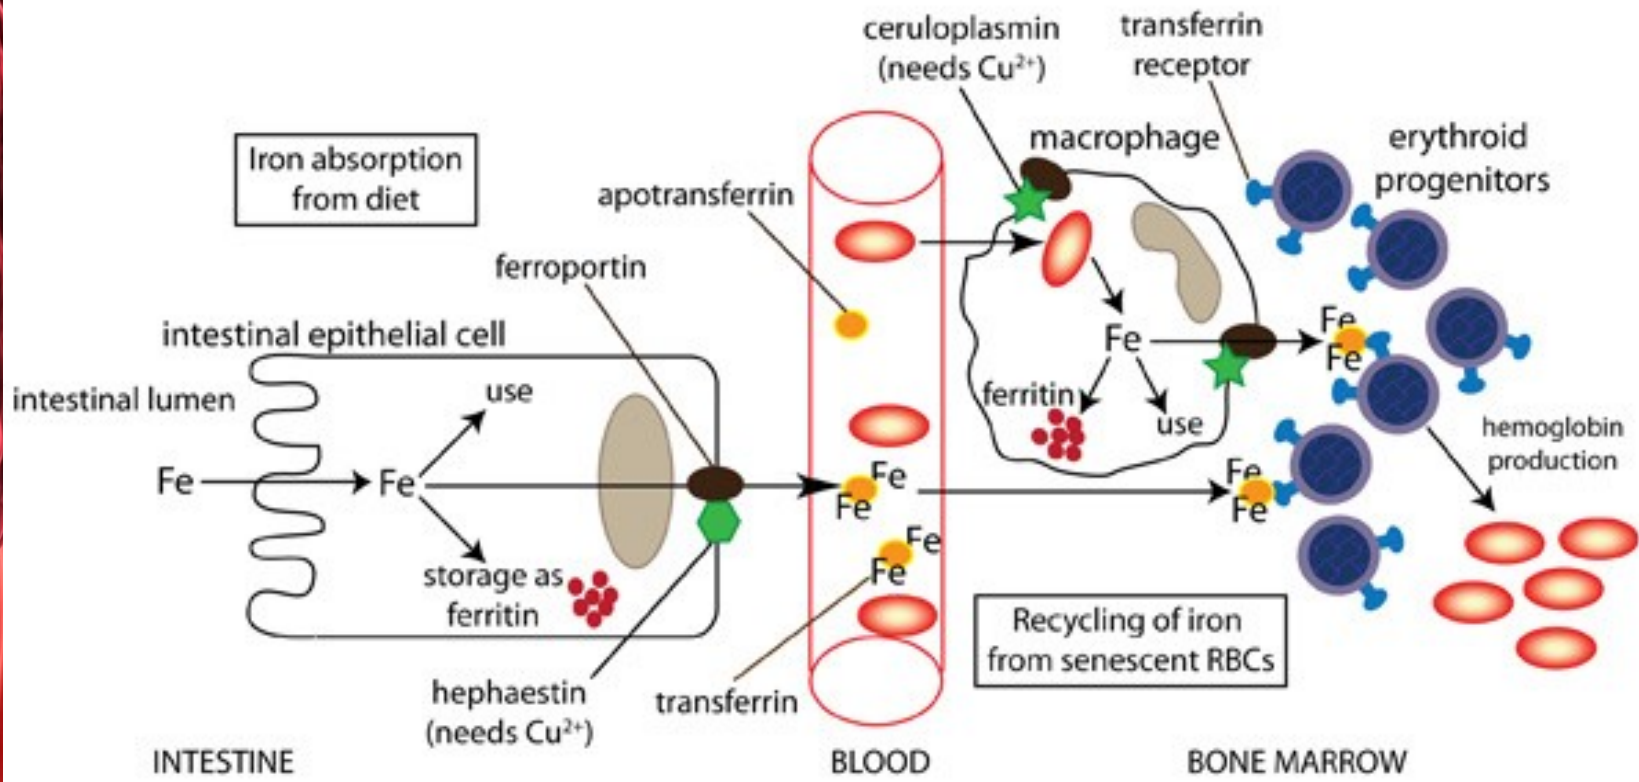 ceruloplasmin
(needs Cu²⁺)
transferrin
receptor
macrophage
erythroid
progenitors
Iron absorption
from diet
apotransferrin
ferroportin
intestinal epithelial cell
intestinal lumen
use
Fe
Fe
storage as
ferritin
hephaestin
(needs Cu²⁺)
transferrin
Fe
Fe
Fe
Fe
Fe
ferritin
use
Fe
Fe
Fe
Fe
hemoglobin
production
Recycling of iron
from senescent RBCs
INTESTINE
BLOOD
BONE MARROW